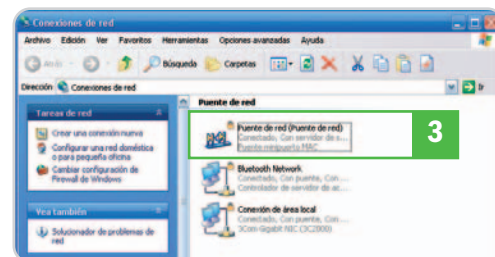 Conexiones de red
Archivo Edición Ver Favoritos Herramientas Opciones avanzadas Ayuda
Atrás Búsqueda Carpetas
Dirección Conexiones de red Ir
Puente de red
Tareas de red
Crear una conexión nueva
Configurar una red doméstica
o para pequeña oficina
Cambiar configuración de
Firewall de Windows
Vea también
Solucionador de problemas de
red
Puente de red (Puente de red)
Conectado, Con servidor de s...
Puente minipuerto MAC
3
Bluetooth Network
Conectado, Con puente, Con ...
Controlador de servidor de ac...
Conexión de área local
Conectado, Con puente, Con ...
3Com Gigabit NIC (3C2000)